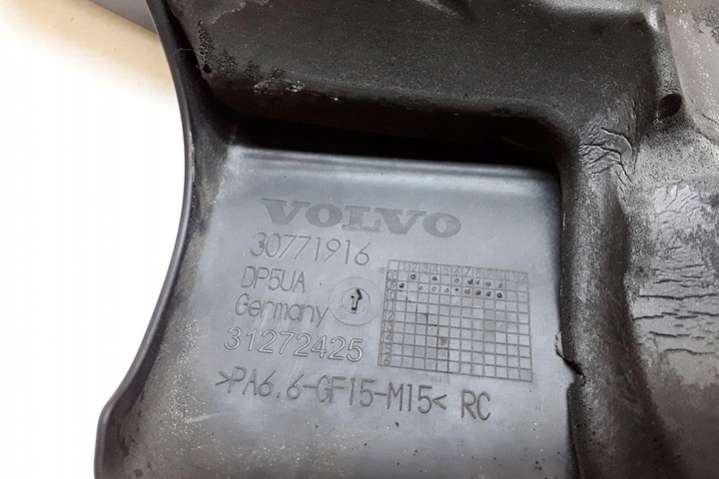 VOLVO
30771916
DP5UA
Germany
31272425
>PA6.6-GF15-M15< RC